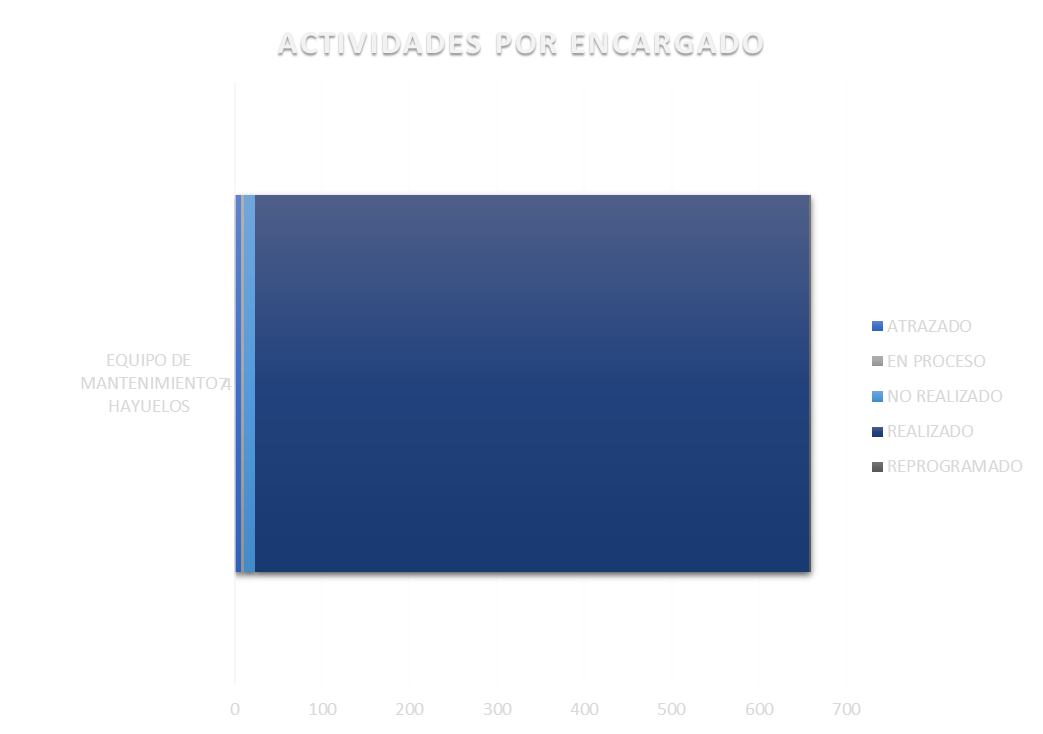 ACTIVIDADES POR ENCARGADO
EQUIPO DE
MANTENIMIENTO 74
HAYUELOS
ATRAZADO
EN PROCESO
NO REALIZADO
REALIZADO
REPROGRAMADO
0 100 200 300 400 500 600 700